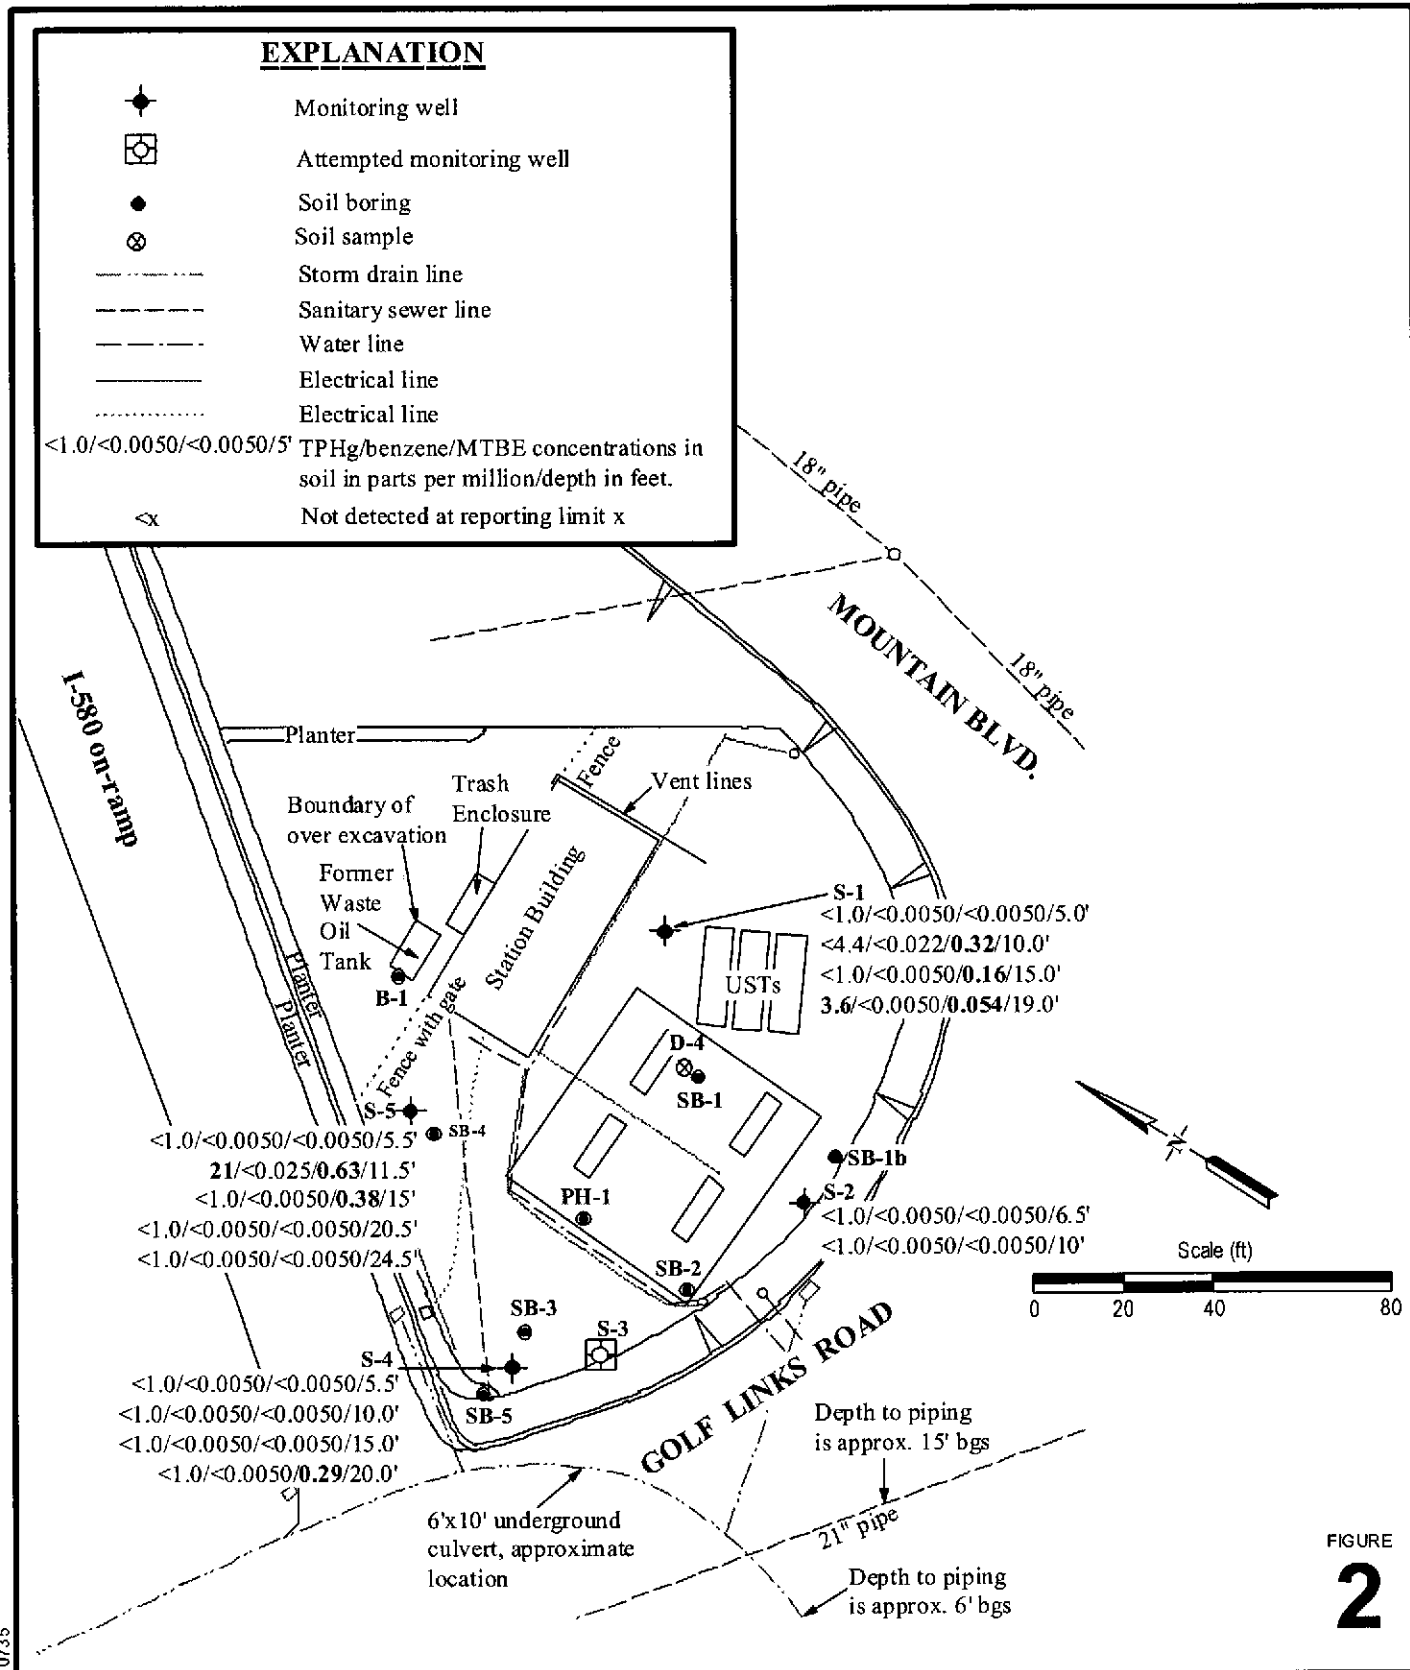 EXPLANATION
Monitoring well
Attempted monitoring well
Soil boring
Soil sample
Storm drain line
Sanitary sewer line
Water line
Electrical line
Electrical line
<1.0/<0.0050/<0.0050/5' TPHg/benzene/MTBE concentrations in
soil in parts per million/depth in feet.
<x Not detected at reporting limit x
18" pipe
MOUNTAIN BLVD.
18" pipe
I-580 on-ramp
Planter
Fence
Vent lines
Trash
Enclosure
Boundary of
over excavation
Former
Waste
Oil
Tank
Station Building
B-1
Planter
Planter
Fence with gate
S-1
<1.0/<0.0050/<0.0050/5.0'
<4.4/<0.022/0.32/10.0'
<1.0/<0.0050/0.16/15.0'
3.6/<0.0050/0.054/19.0'
USTs
D-4
SB-1
S-5
SB-4
<1.0/<0.0050/<0.0050/5.5'
21/<0.025/0.63/11.5'
<1.0/<0.0050/0.38/15'
<1.0/<0.0050/<0.0050/20.5'
<1.0/<0.0050/<0.0050/24.5'
SB-1b
S-2
<1.0/<0.0050/<0.0050/6.5'
<1.0/<0.0050/<0.0050/10'
PH-1
SB-2
SB-3
S-3
S-4
<1.0/<0.0050/<0.0050/5.5'
<1.0/<0.0050/<0.0050/10.0'
<1.0/<0.0050/<0.0050/15.0'
<1.0/<0.0050/0.29/20.0'
SB-5
N
Scale (ft)
0 20 40 80
GOLF LINKS ROAD
Depth to piping
is approx. 15' bgs
21" pipe
6'x10' underground
culvert, approximate
location
Depth to piping
is approx. 6' bgs
FIGURE
2
0735